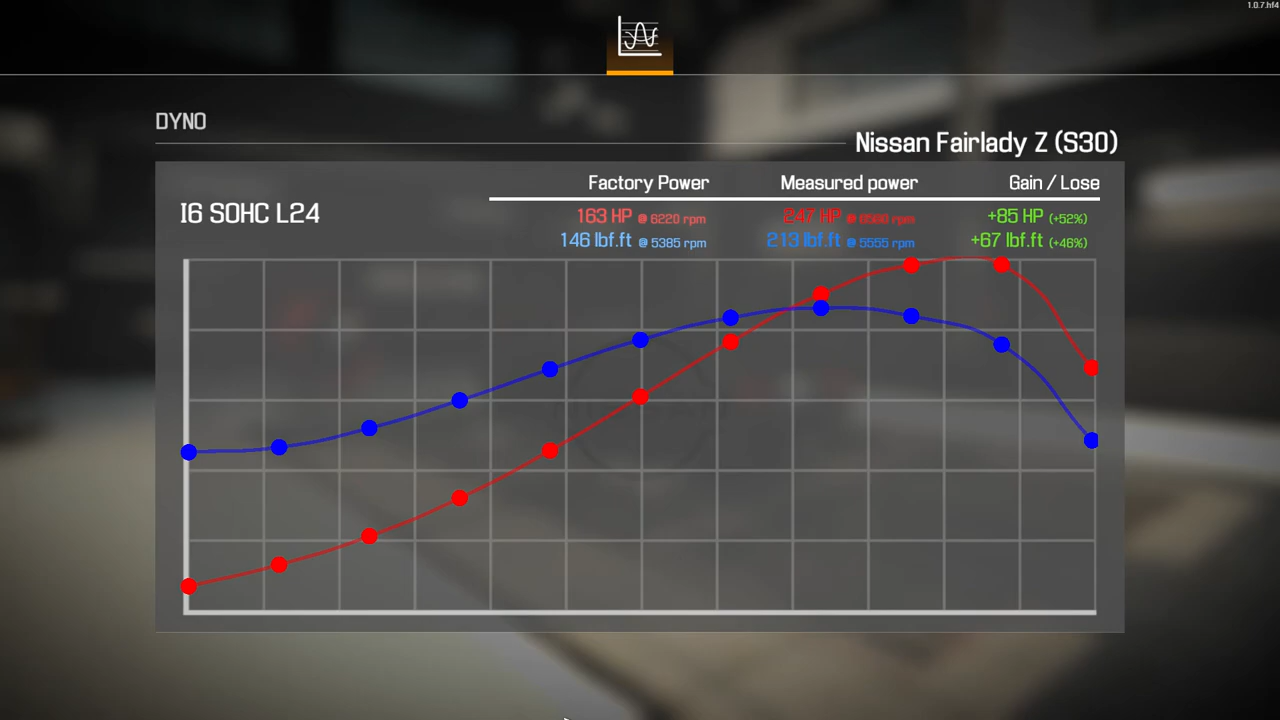 1.0.7.hf4
DYNO
Nissan Fairlady Z (S30)
Factory Power Measured power Gain / Lose
I6 SOHC L24
163 HP @ 6220 rpm 247 HP @ rpm +85 HP (+52%)
146 lbf.ft @ 5385 rpm 213 lbf.ft @ 5555 rpm +67 lbf.ft (+46%)